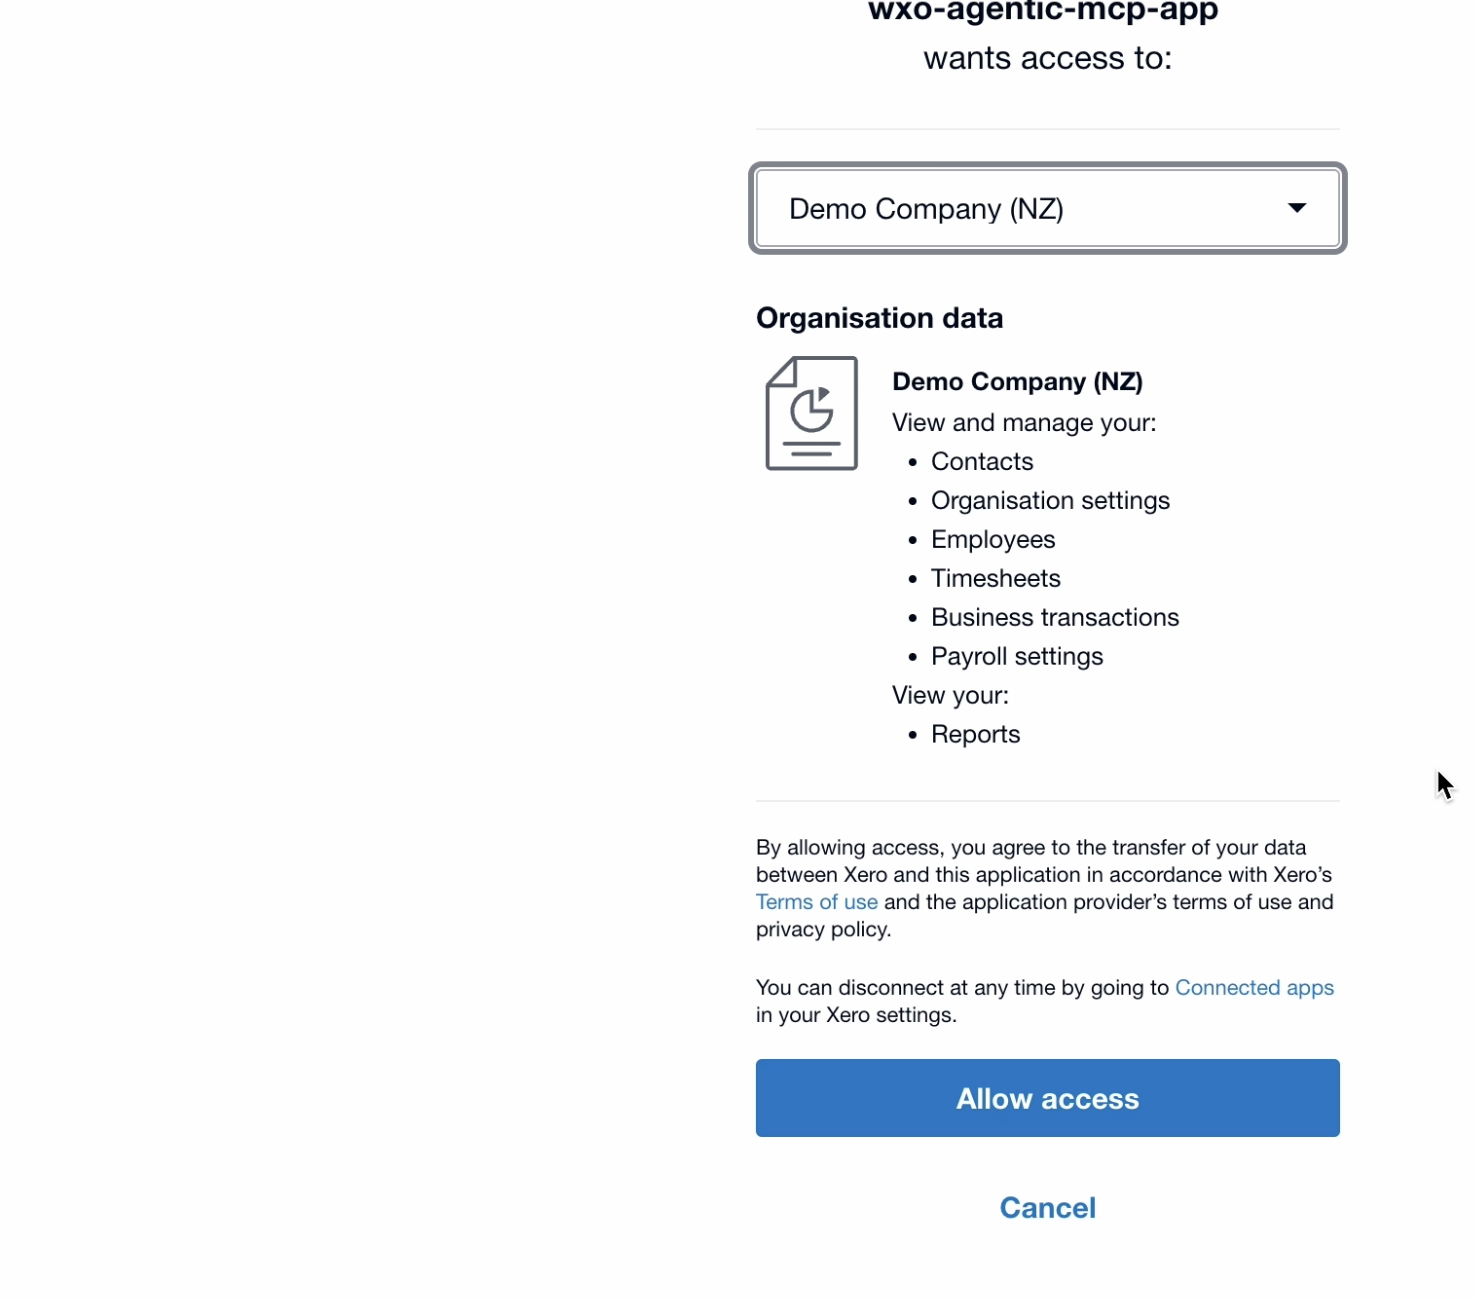 wxo-agentic-mcp-app
wants access to:
Demo Company (NZ)
Organisation data
Demo Company (NZ)
View and manage your:
• Contacts
• Organisation settings
• Employees
• Timesheets
• Business transactions
• Payroll settings
View your:
• Reports
By allowing access, you agree to the transfer of your data
between Xero and this application in accordance with Xero’s
Terms of use and the application provider’s terms of use and
privacy policy.
You can disconnect at any time by going to Connected apps
in your Xero settings.
Allow access
Cancel